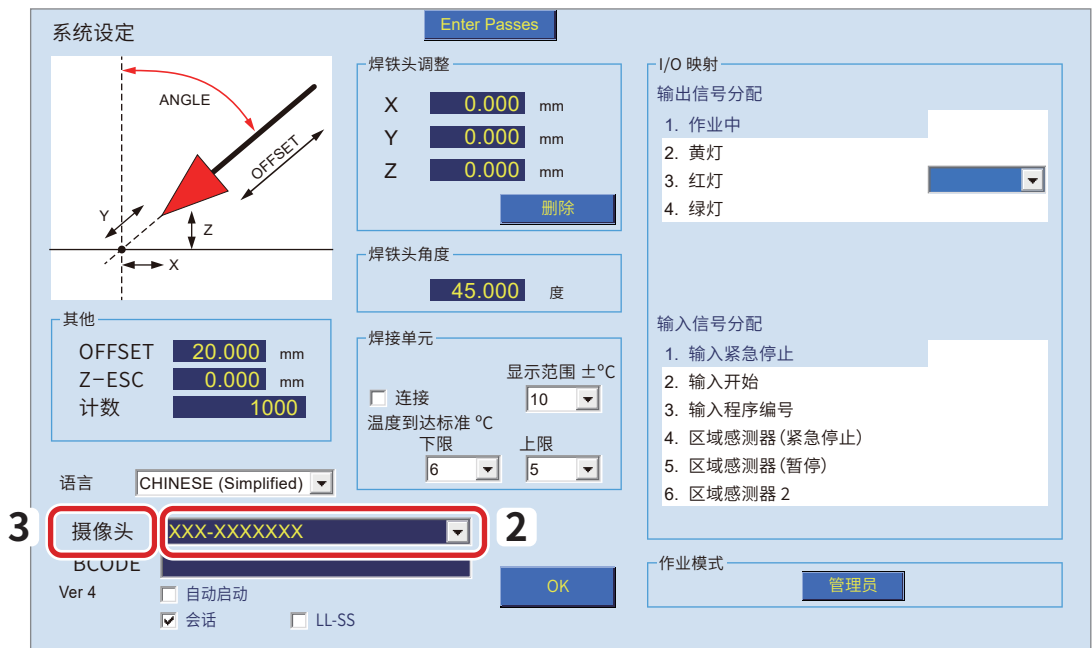 系统设定
Enter Passes
ANGLE
OFFSET
Y
Z
X
焊铁头调整
X 0.000 mm
Y 0.000 mm
Z 0.000 mm
删除
焊铁头角度
45.000 度
其他
OFFSET 20.000 mm
Z-ESC 0.000 mm
计数 1000
焊接单元
显示范围 ±°C
连接 10
温度到达标准 °C
下限 上限
6 5
I/O 映射
输出信号分配
1. 作业中
2. 黄灯
3. 红灯
4. 绿灯
输入信号分配
1. 输入紧急停止
2. 输入开始
3. 输入程序编号
4. 区域感测器(紧急停止)
5. 区域感测器(暂停)
6. 区域感测器 2
语言 CHINESE (Simplified)
3 摄像头 XXX-XXXXXXX 2
BCODE
Ver 4 自动启动
会话 LL-SS
OK
作业模式
管理员